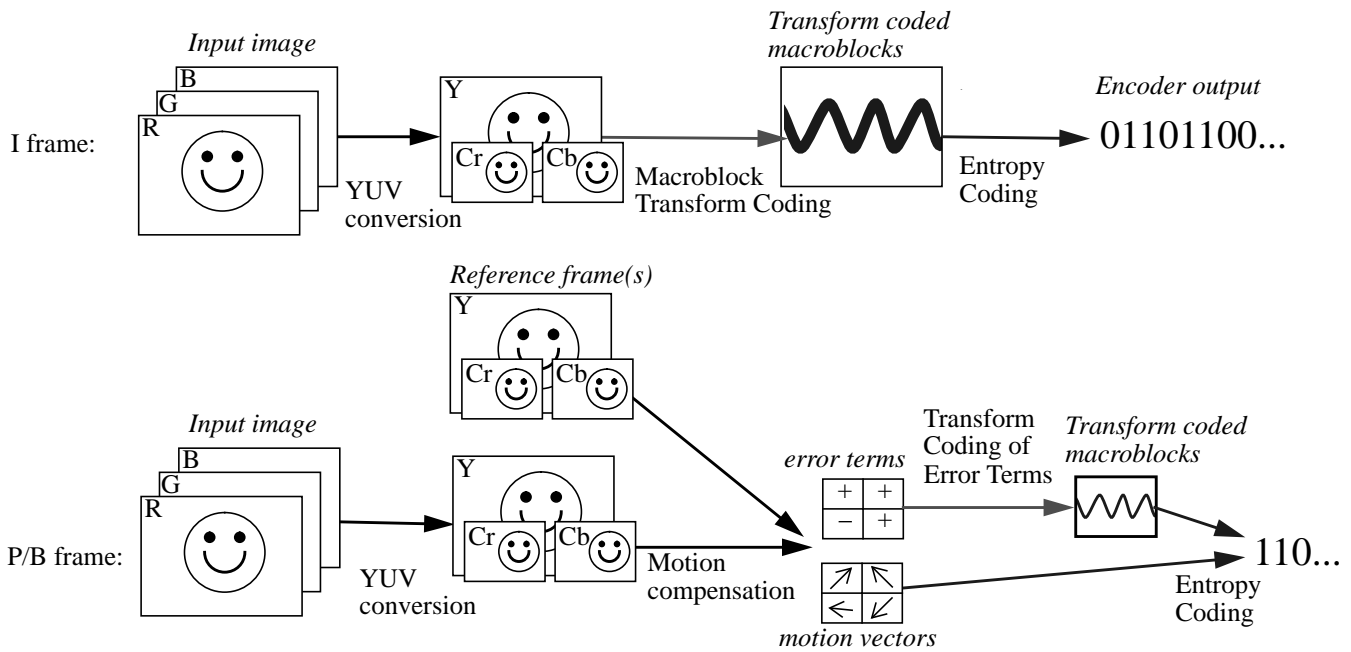 Input image
B
G
R
I frame:
YUV
conversion
Y
Cr
Cb
Macroblock
Transform Coding
Transform coded
macroblocks
Entropy
Coding
Encoder output
01101100...
Reference frame(s)
Y
Cr
Cb
Input image
B
G
R
P/B frame:
YUV
conversion
Y
Cr
Cb
Motion
compensation
error terms
+ +
− +
motion vectors
Transform
Coding of
Error Terms
Transform coded
macroblocks
Entropy
Coding
110...